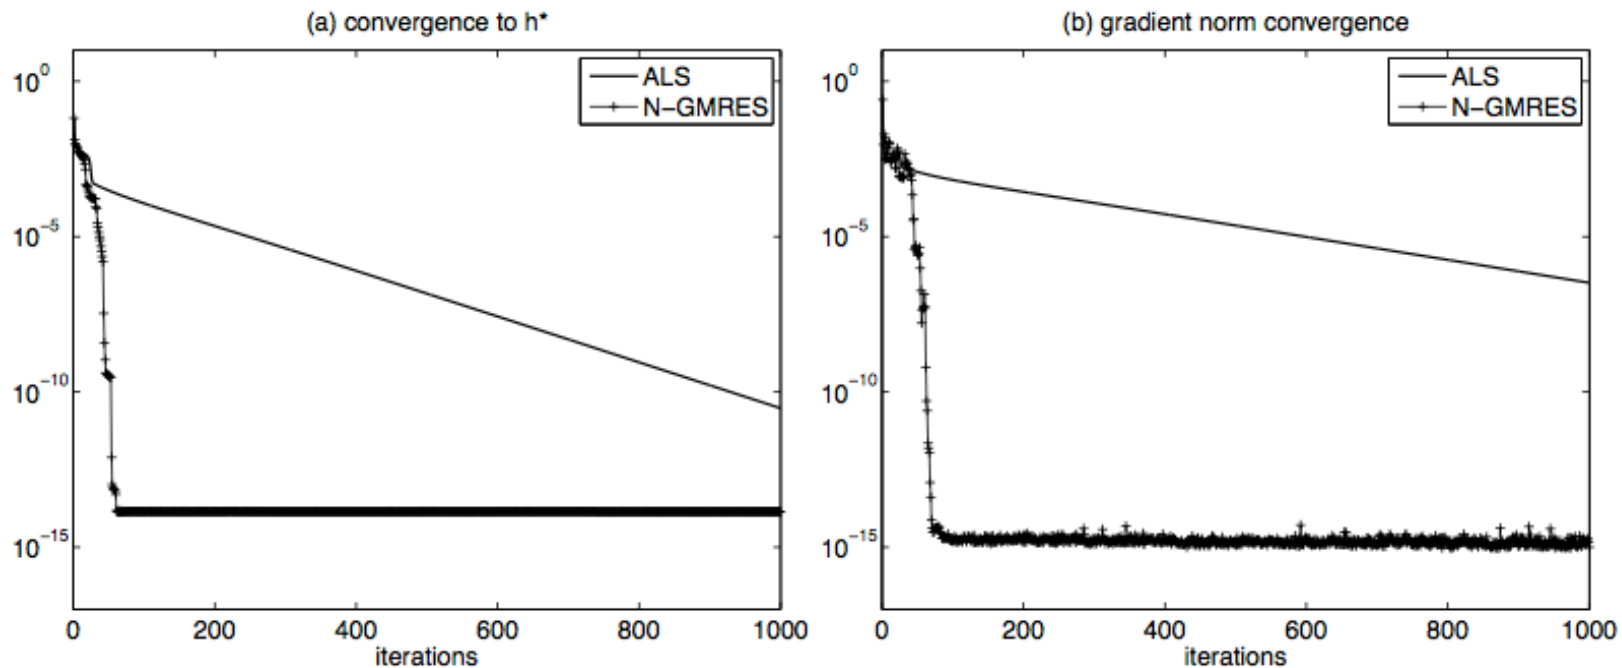 (a) convergence to h*
ALS
N-GMRES
10^0
10^-5
10^-10
10^-15
0 200 400 600 800 1000
iterations
(b) gradient norm convergence
ALS
N-GMRES
10^0
10^-5
10^-10
10^-15
0 200 400 600 800 1000
iterations